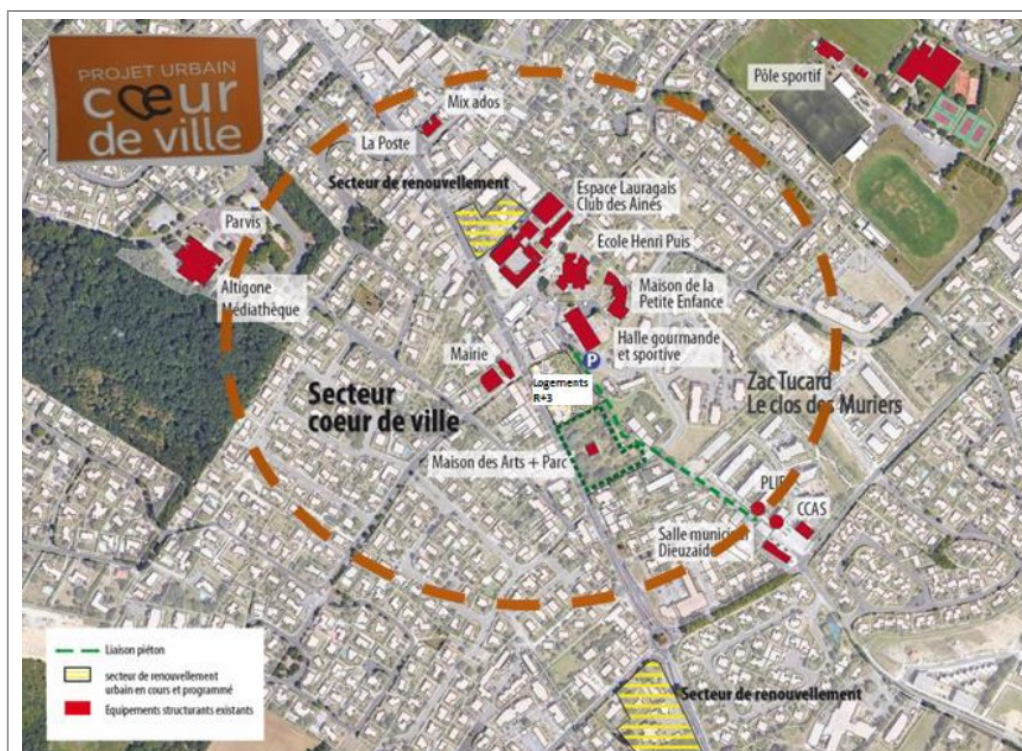 PROJET URBAIN
cœur
de ville
Mix ados
La Poste
Secteur de renouvellement
Pôle sportif
Espace Lauragais
Club des Ainés
Ecole Henri Puis
Parvis
Altigone
Médiathèque
Maison de la
Petite Enfance
Mairie
Halle gourmande
et sportive
P
Logements
R+3
Secteur
coeur de ville
Zac Tucard
Le clos des Muriers
Maison des Arts + Parc
CCAS
Salle
Secteur de renouvellement
Liaison piéton
secteur de renouvellement
urbain en cours et programmé
Equipements structurants existants